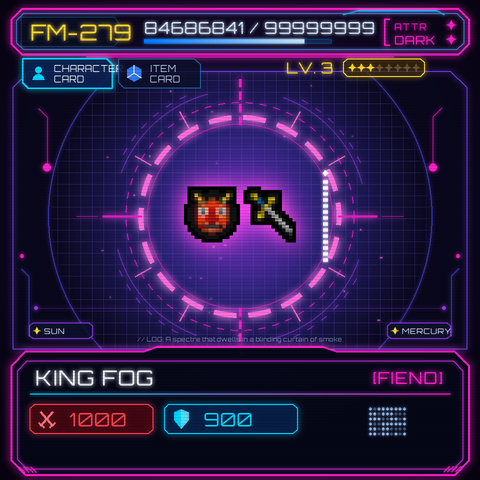 FM-279
84686841 / 99999999
ATTR
DARK
CHARACTER
CARD
ITEM
CARD
LV. 3
SUN
MERCURY
// LOG: A spectre that dwells in a blinding curtain of smoke.
KING FOG
[FIEND]
1000
900